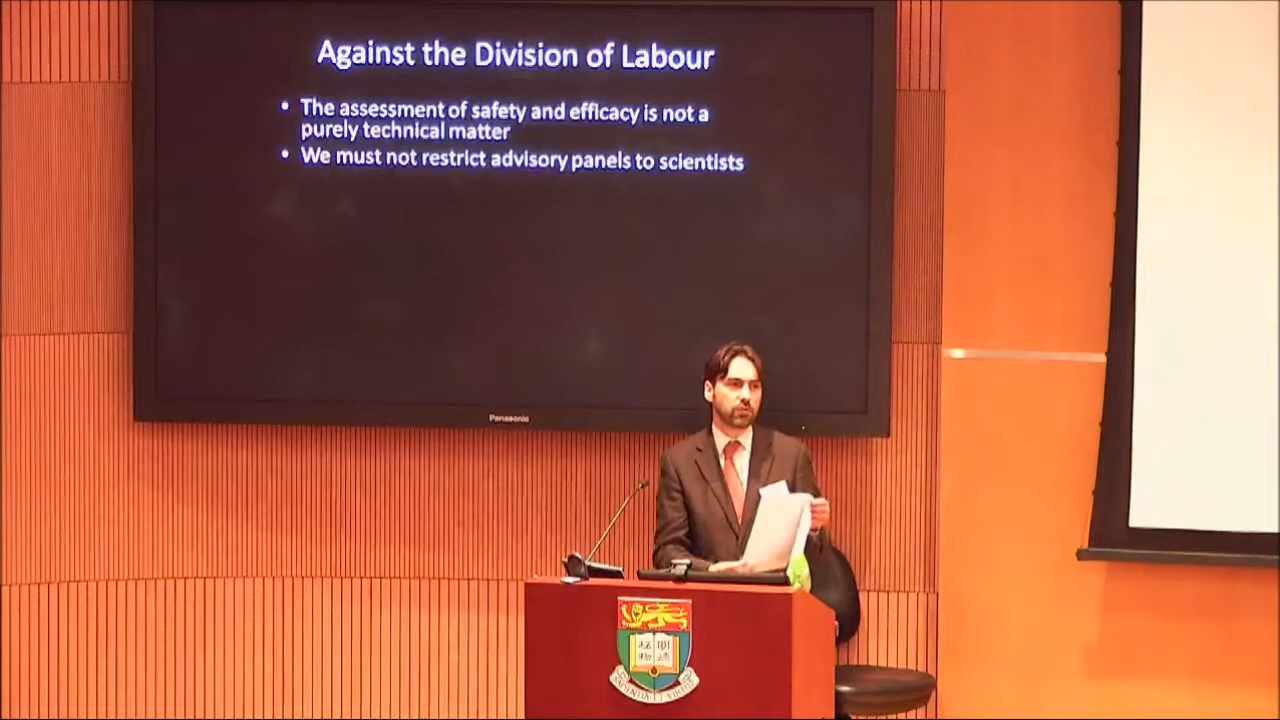 Against the Division of Labour
• The assessment of safety and efficacy is not a
purely technical matter
• We must not restrict advisory panels to scientists
Panasonic